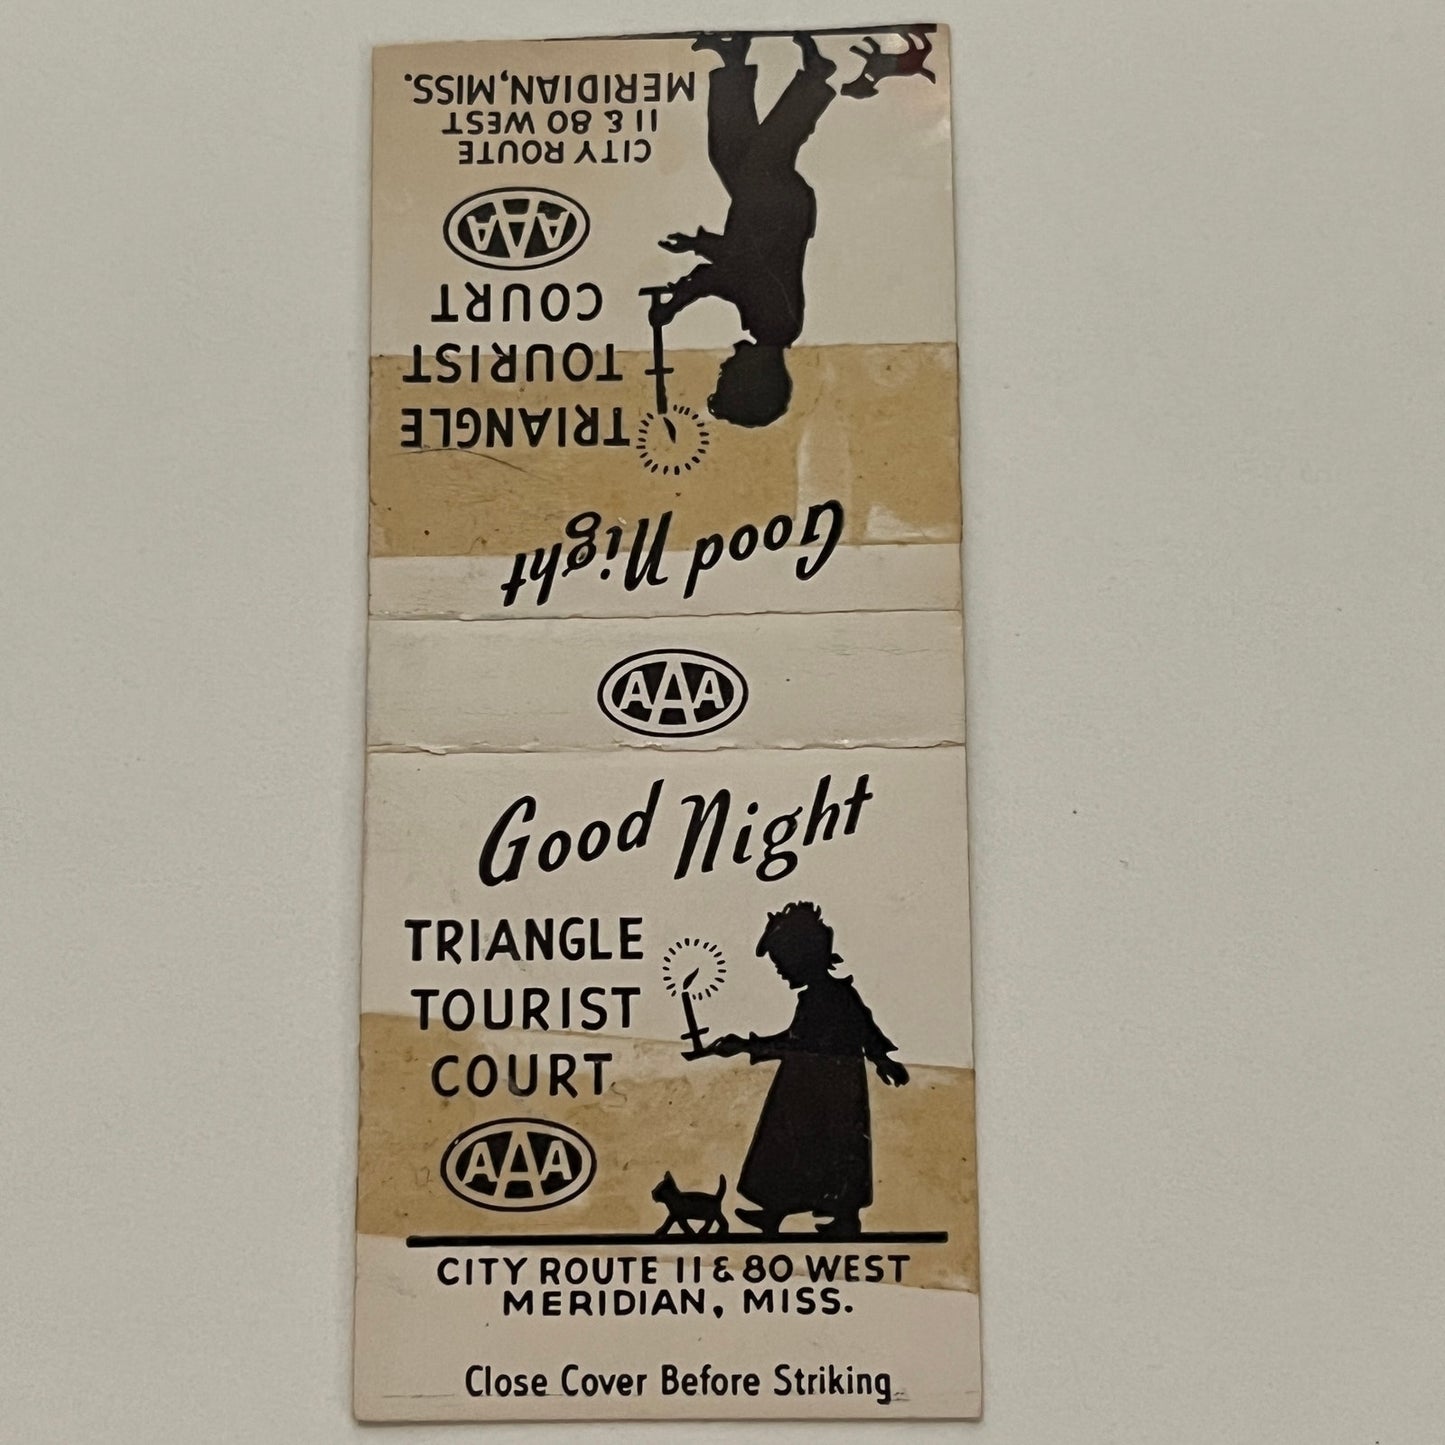 MERIDIAN, MISS.
11 & 80 WEST
CITY ROUTE
AAA
COURT
TOURIST
TRIANGLE
Good Night
AAA
Good Night
TRIANGLE
TOURIST
COURT
AAA
CITY ROUTE 11 & 80 WEST
MERIDIAN, MISS.
Close Cover Before Striking